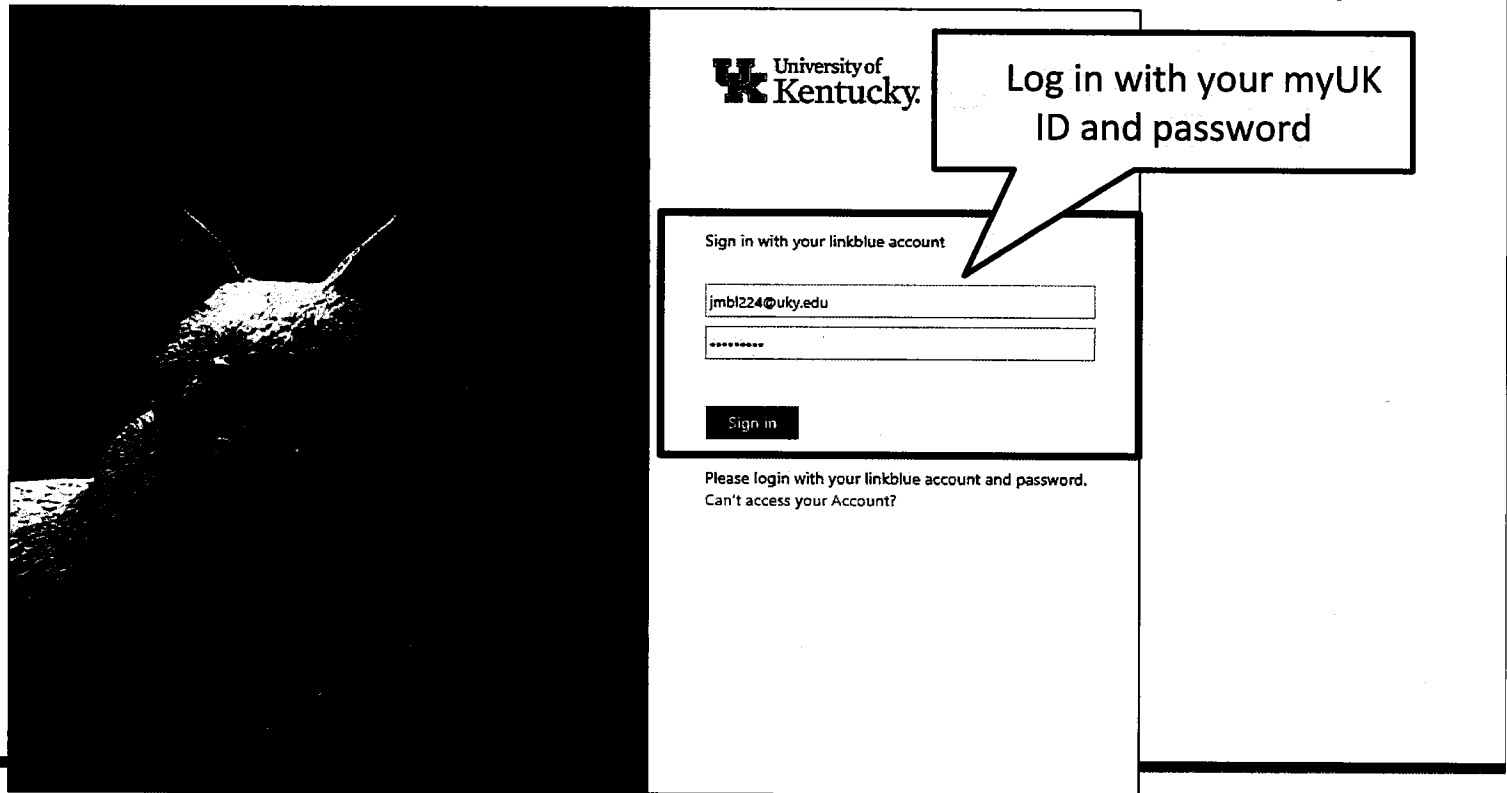 University of
Kentucky.
Log in with your myUK
ID and password
Sign in with your linkblue account
jmbl224@uky.edu
•••••••••
Sign in
Please login with your linkblue account and password.
Can't access your Account?